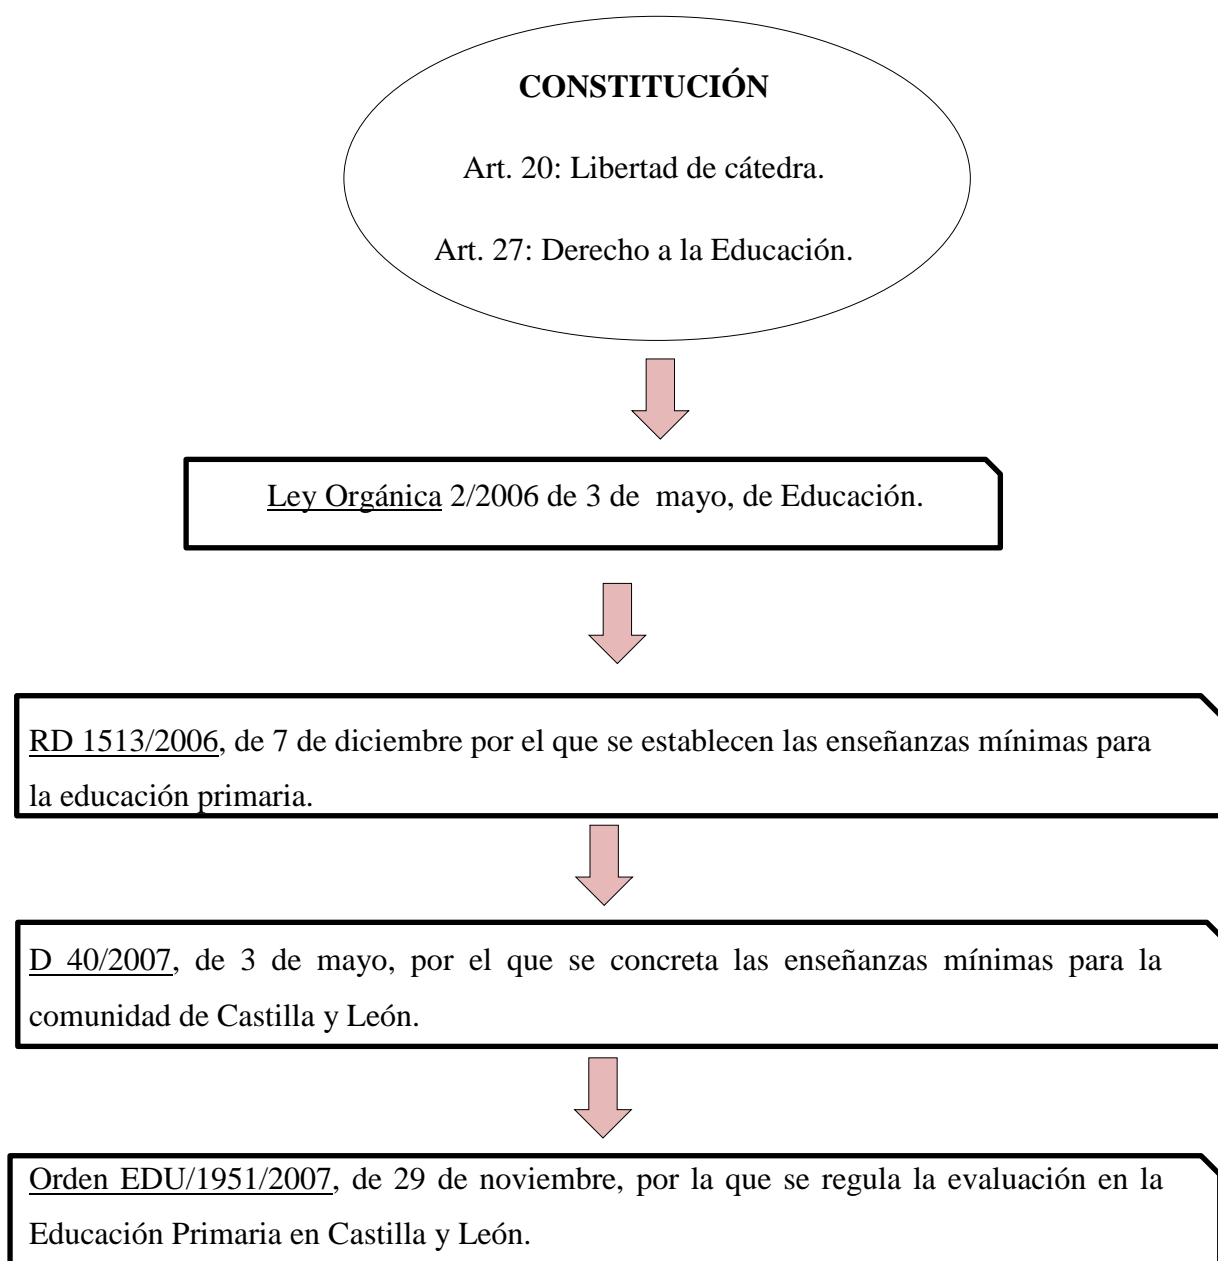 CONSTITUCIÓN
Art. 20: Libertad de cátedra.
Art. 27: Derecho a la Educación.
Ley Orgánica 2/2006 de 3 de mayo, de Educación.
RD 1513/2006, de 7 de diciembre por el que se establecen las enseñanzas mínimas para
la educación primaria.
D 40/2007, de 3 de mayo, por el que se concreta las enseñanzas mínimas para la
comunidad de Castilla y León.
Orden EDU/1951/2007, de 29 de noviembre, por la que se regula la evaluación en la
Educación Primaria en Castilla y León.